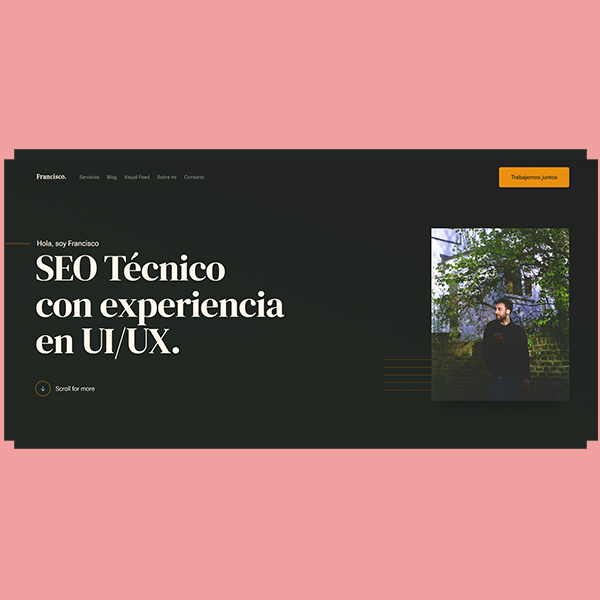 Francisco. Servicios Blog Visual Feed Sobre mi Contacto Trabajemos juntos
Hola, soy Francisco
SEO Técnico
con experiencia
en UI/UX.
Scroll for more